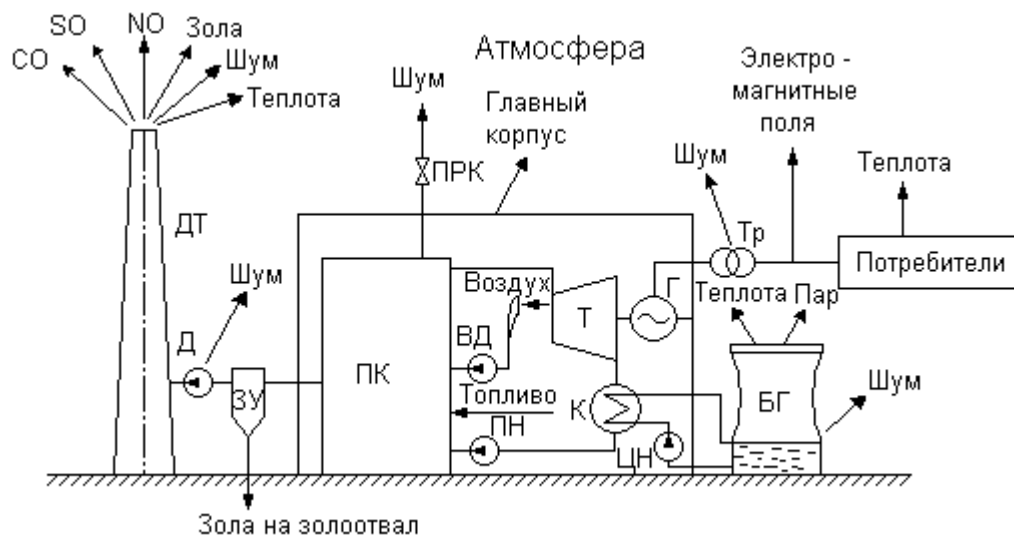 SO
NO
Зола
CO
Шум
Теплота
Атмосфера
Шум
Главный
корпус
Электро -
магнитные
поля
ПРК
Шум
Теплота
ДТ
Тр
Потребители
Шум
Воздух
Т
Г
Теплота
Пар
Д
ВД
ЗУ
ПК
Топливо
К
БГ
Шум
ПН
ЦН
Зола на золоотвал